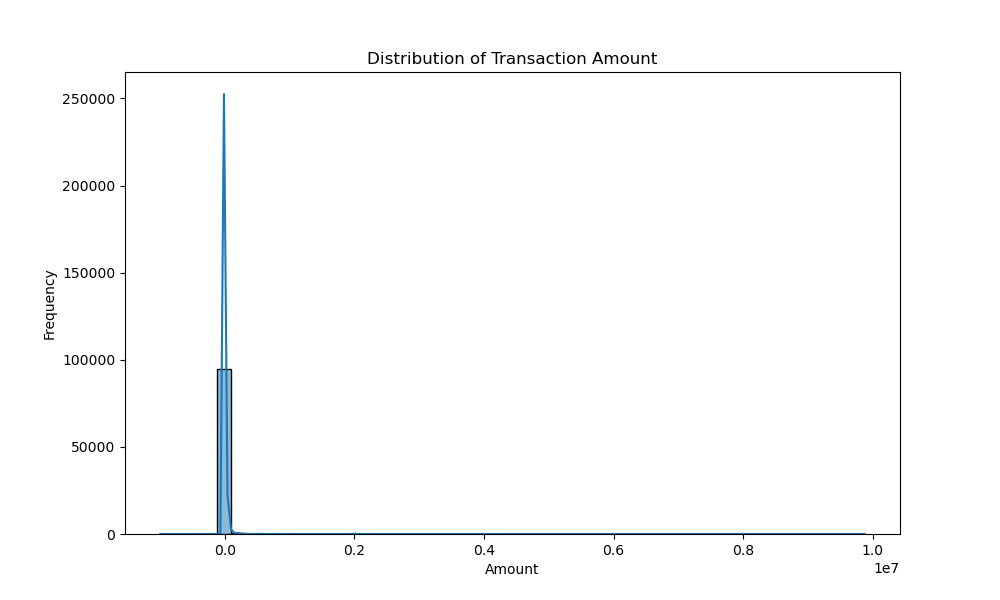 Distribution of Transaction Amount
250000
200000
150000
100000
50000
0
Frequency
0.0 0.2 0.4 0.6 0.8 1.0
1e7
Amount